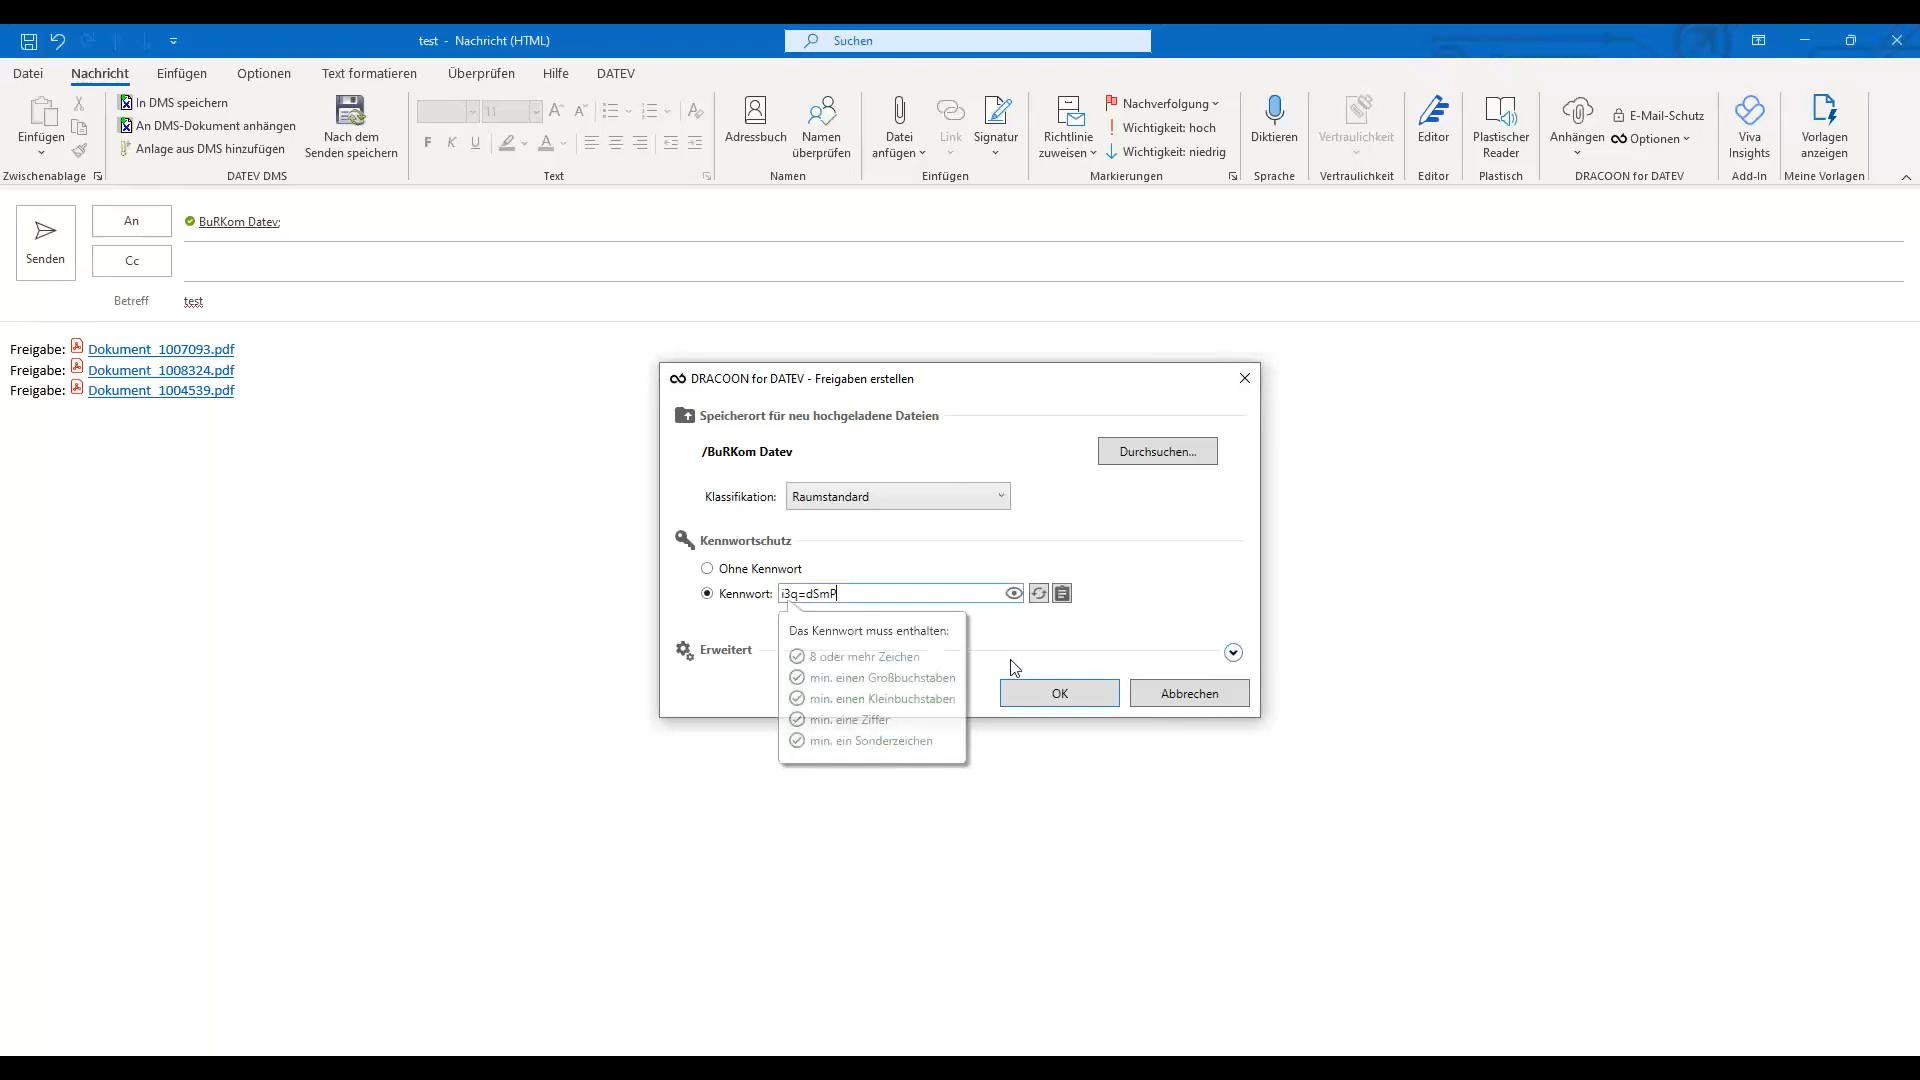 test - Nachricht (HTML)
Suchen
Datei Nachricht Einfügen Optionen Text formatieren Überprüfen Hilfe DATEV
Einfügen
Zwischenablage
In DMS speichern
An DMS-Dokument anhängen
Anlage aus DMS hinzufügen
Nach dem
Senden speichern
DATEV DMS
11
F K U
Text
Adressbuch
Namen
überprüfen
Namen
Datei
anfügen
Link
Signatur
Einfügen
Richtlinie
zuweisen
Nachverfolgung
Wichtigkeit: hoch
Wichtigkeit: niedrig
Markierungen
Diktieren
Sprache
Vertraulichkeit
Vertraulichkeit
Editor
Editor
Plastischer
Reader
Plastisch
Anhängen
E-Mail-Schutz
Optionen
DRACOON for DATEV
Viva
Insights
Add-In
Vorlagen
anzeigen
Meine Vorlagen
Senden
An
BuRKom Datev;
Cc
Betreff
test
Freigabe: Dokument_1007093.pdf
Freigabe: Dokument_1008324.pdf
Freigabe: Dokument_1004539.pdf
DRACOON for DATEV - Freigaben erstellen
Speicherort für neu hochgeladene Dateien
/BuRKom Datev
Durchsuchen...
Klassifikation: Raumstandard
Kennwortschutz
Ohne Kennwort
Kennwort: i3q=dSmP
Das Kennwort muss enthalten:
8 oder mehr Zeichen
min. einen Großbuchstaben
min. einen Kleinbuchstaben
min. eine Ziffer
min. ein Sonderzeichen
Erweitert
OK
Abbrechen